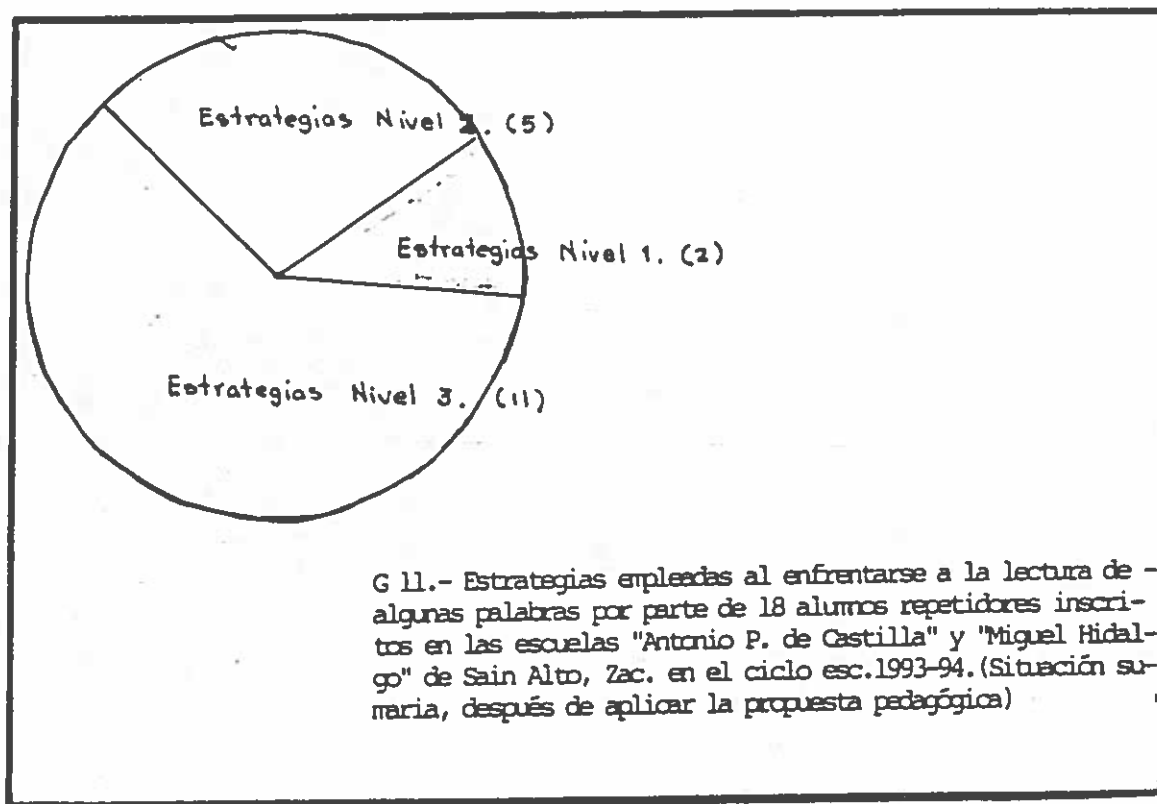 Estrategias Nivel 2. (5)
Estrategias Nivel 1. (2)
Estrategias Nivel 3. (11)
G 11.- Estrategias empleadas al enfrentarse a la lectura de -
algunas palabras por parte de 18 alumnos repetidores inscri-
tos en las escuelas "Antonio P. de Castilla" y "Miguel Hidal-
go" de Sain Alto, Zac. en el ciclo esc.1993-94.(Situación su-
maria, después de aplicar la propuesta pedagógica)